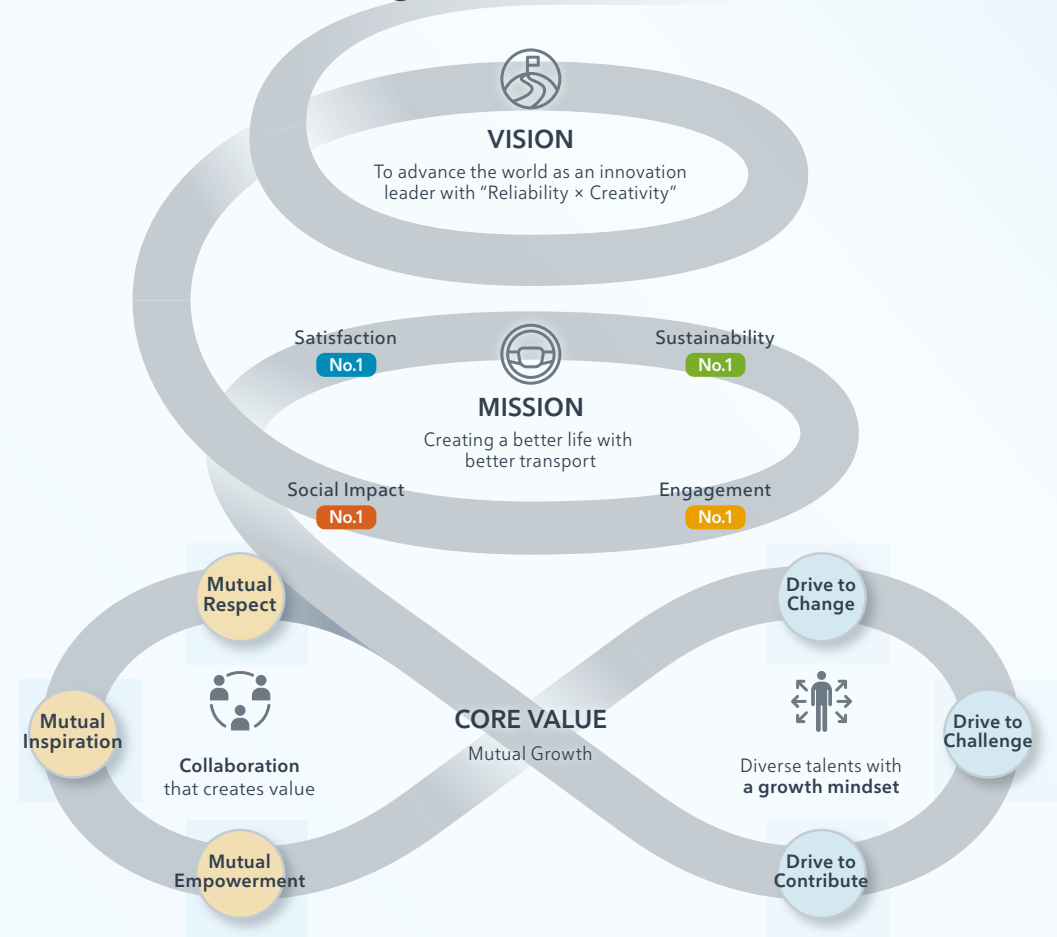 VISION
To advance the world as an innovation
leader with “Reliability × Creativity”
Satisfaction
No.1
Sustainability
No.1
MISSION
Creating a better life with
better transport
Social Impact
No.1
Engagement
No.1
Mutual
Respect
Drive to
Change
Mutual
Inspiration
CORE VALUE
Mutual Growth
Drive to
Challenge
Collaboration
that creates value
Diverse talents with
a growth mindset
Mutual
Empowerment
Drive to
Contribute